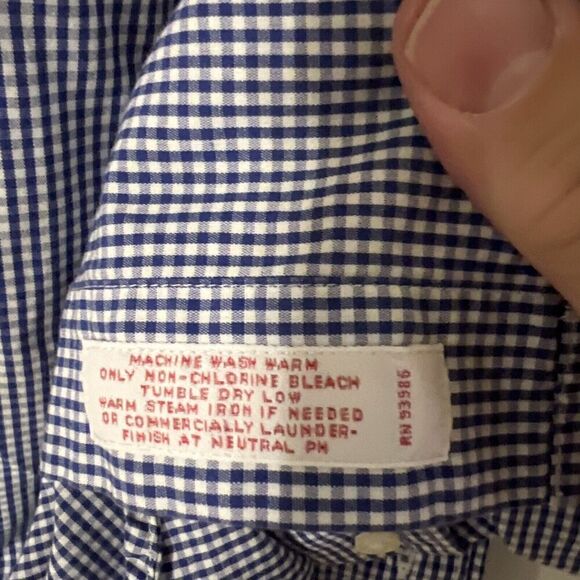 MACHINE WASH WARM
ONLY NON-CHLORINE BLEACH
TUMBLE DRY LOW
WARM STEAM IRON IF NEEDED
OR COMMERCIALLY LAUNDER-
FINISH AT NEUTRAL PH
RN 93986